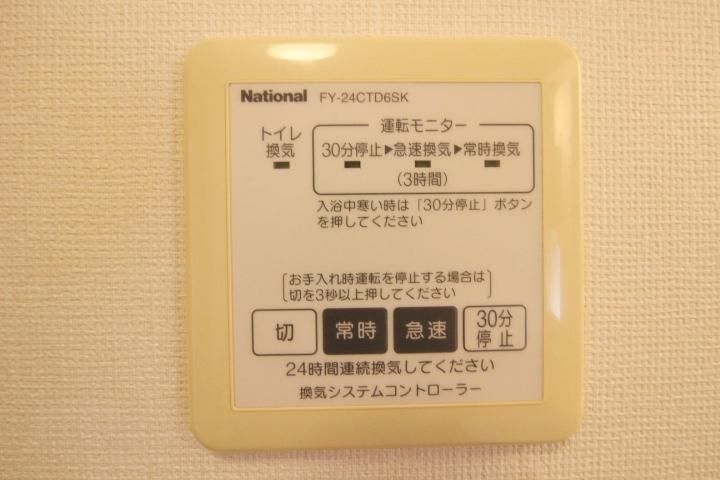 National FY-24CTD6SK
トイレ
換気
運転モニター
30分停止▶急速換気▶常時換気
(3時間)
入浴中寒い時は「30分停止」ボタン
を押してください
お手入れ時運転を停止する場合は
切を3秒以上押してください
切 常時 急速 30分
停止
24時間連続換気してください
換気システムコントローラー